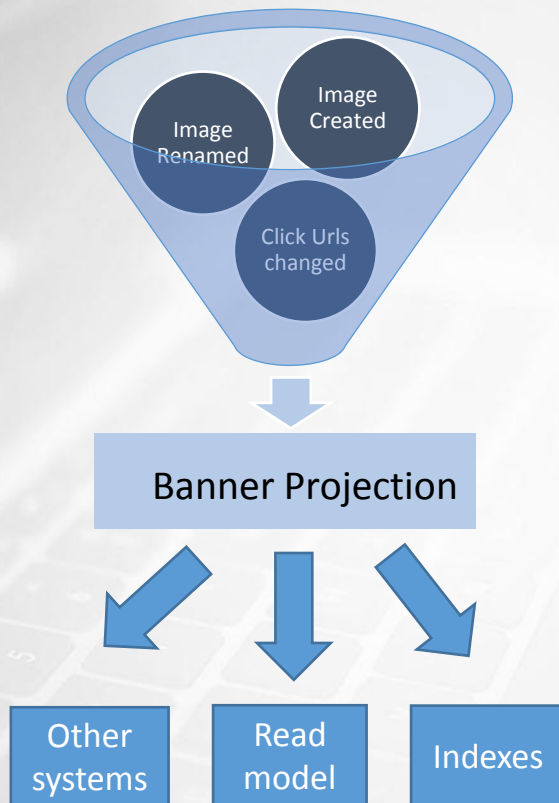 Image
Created
Image
Renamed
Click Urls
changed
Banner Projection
Other
systems
Read
model
Indexes